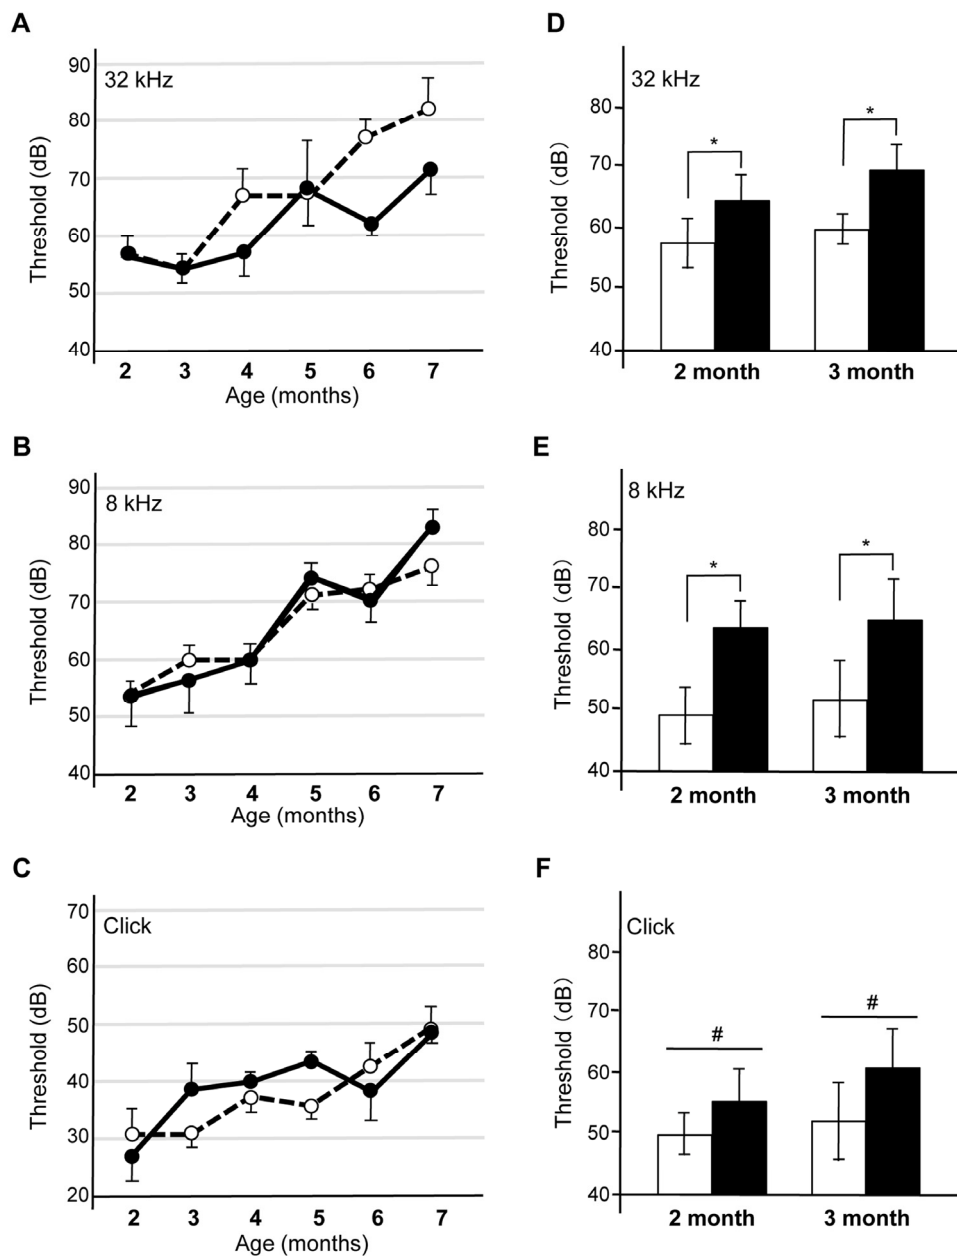 A
32 kHz
90
80
70
60
50
40
Threshold (dB)
2 3 4 5 6 7
Age (months)
B
8 kHz
90
80
70
60
50
40
Threshold (dB)
2 3 4 5 6 7
Age (months)
C
Click
70
60
50
40
30
20
Threshold (dB)
2 3 4 5 6 7
Age (months)
D
32 kHz
80
70
60
50
40
Threshold (dB)
* *
2 month 3 month
E
8 kHz
80
70
60
50
40
Threshold (dB)
* *
2 month 3 month
F
Click
80
70
60
50
40
Threshold (dB)
# #
2 month 3 month